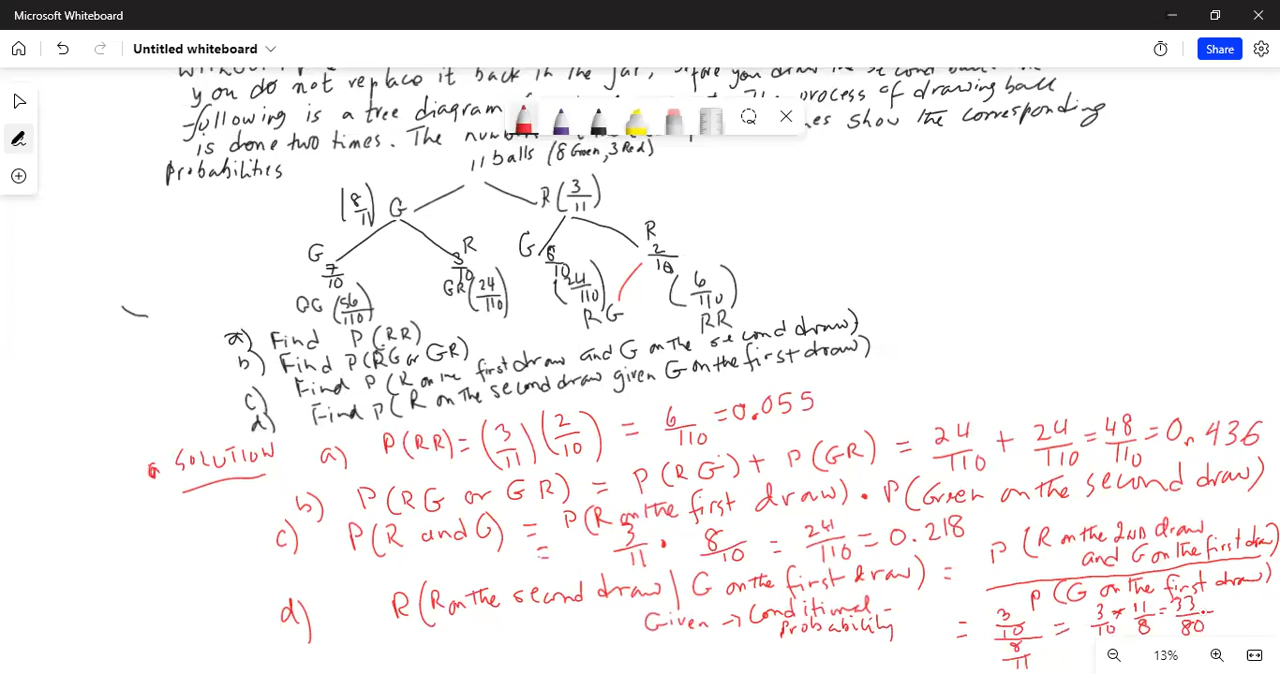 Microsoft Whiteboard
Untitled whiteboard
Share
you do not replace it back in the jar, before you draw the second ball.
following is a tree diagram process of drawing ball
is done two times. The show the corresponding
probabilities
11 balls (8 Green, 3 Red)
(8/11) G R (3/11)
G R G R
7/10 3/10 8/10 2/10
GG (56/110) GR (24/110) (24/110) (6/110)
RG RR
a) Find P(RR)
b) Find P(RG or GR)
c) Find P(R on the first draw and G on the second draw)
d) Find P(R on the second draw given G on the first draw)
SOLUTION a) P(RR) = (3/11)(2/10) = 6/110 = 0.055
b) P(RG or GR) = P(RG) + P(GR) = 24/110 + 24/110 = 48/110 = 0.436
c) P(R and G) = P(R on the first draw) . P(Green on the second draw)
= 3/11 . 8/10 = 24/110 = 0.218
d) R(R on the second draw | G on the first draw) = P(R on the 2ND draw and G on the first draw) / P(G on the first draw)
Given → Conditional - Probability
= 3/10 / 8/11 = 3/10 * 11/8 = 33/80
13%